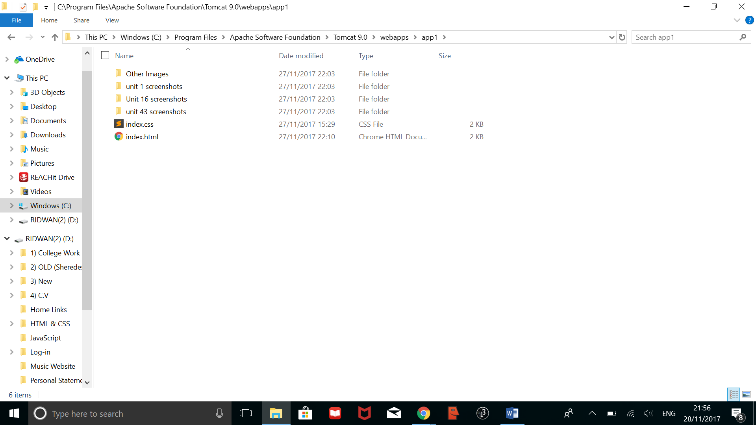 C:\Program Files\Apache Software Foundation\Tomcat 9.0\webapps\app1
File Home Share View
This PC > Windows (C:) > Program Files > Apache Software Foundation > Tomcat 9.0 > webapps > app1 >
Search app1
Name Date modified Type Size
Other Images 27/11/2017 22:03 File folder
unit 1 screenshots 27/11/2017 22:03 File folder
Unit 16 screenshots 27/11/2017 22:03 File folder
unit 43 screenshots 27/11/2017 22:03 File folder
index.css 27/11/2017 15:29 CSS File 2 KB
index.html 27/11/2017 22:10 Chrome HTML Docu... 2 KB
OneDrive
This PC
3D Objects
Desktop
Documents
Downloads
Music
Pictures
REACHit Drive
Videos
Windows (C:)
RIDWAN(2) (D:)
RIDWAN(2) (D:)
1) College Work
2) OLD (Sherede
3) New
4) C.V
Home Links
HTML & CSS
JavaScript
Log-in
Music Website
Personal Stateme
6 items
Type here to search
ENG
21:56
28/11/2017
8